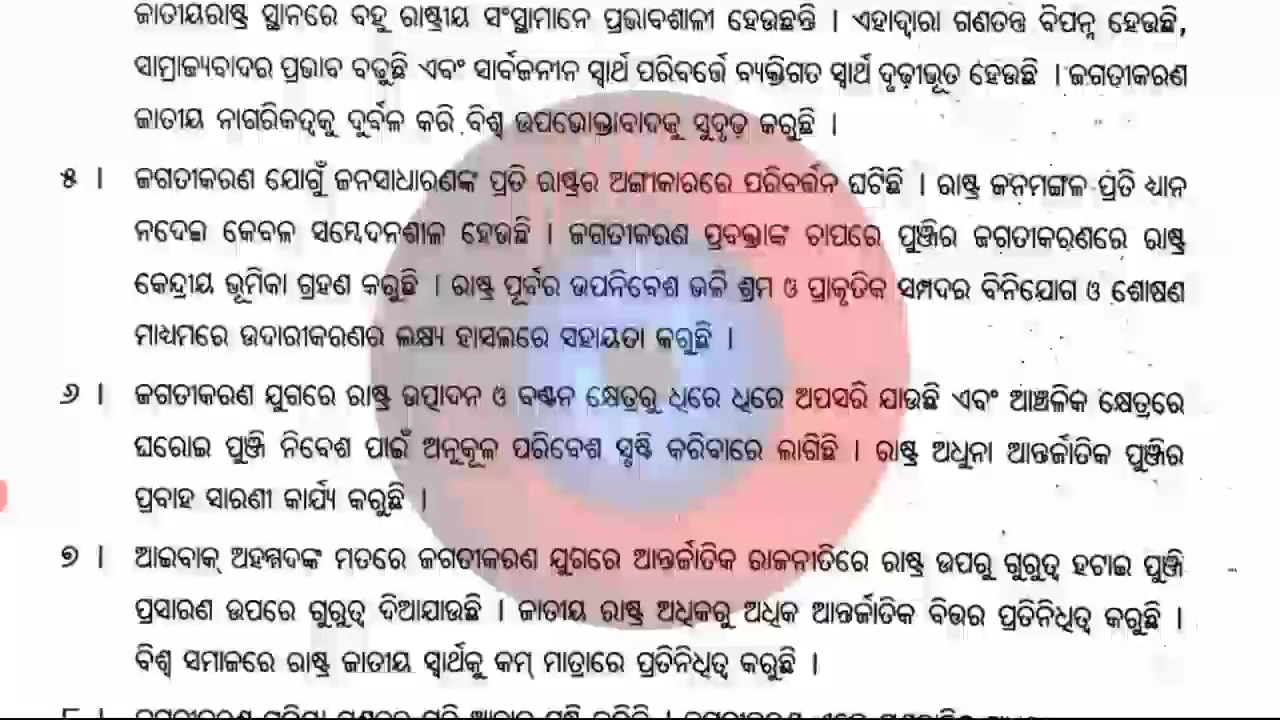 ଜାତୀୟରାଷ୍ଟ୍ର ସ୍ଥାନରେ ବହୁ ରାଷ୍ଟ୍ରୀୟ ସଂସ୍ଥାମାନେ ପ୍ରଭାବଶାଳୀ ହେଉଛନ୍ତି । ଏହାଦ୍ୱାରା ଗଣତନ୍ତ୍ର ବିପନ୍ନ ହେଉଛି,
ସାମ୍ରାଜ୍ୟବାଦର ପ୍ରଭାବ ବଢୁଛି ଏବଂ ସାର୍ବଜନୀନ ସ୍ୱାର୍ଥ ପରିବର୍ତ୍ତେ ବ୍ୟକ୍ତିଗତ ସ୍ୱାର୍ଥ ଦୃଢ଼ୀଭୂତ ହେଉଛି । ଜଗତୀକରଣ
ଜାତୀୟ ନାଗରିକତ୍ୱକୁ ଦୁର୍ବଳ କରି ବିଶ୍ୱ ଉପଭୋକ୍ତାବାଦକୁ ସୁଦୃଢ଼ କରୁଛି ।
୫ । ଜଗତୀକରଣ ଯୋଗୁଁ ଜନସାଧାରଣଙ୍କ ପ୍ରତି ରାଷ୍ଟ୍ରର ଅଙ୍ଗୀକାରରେ ପରିବର୍ତ୍ତନ ଘଟିଛି । ରାଷ୍ଟ୍ର ଜନମଙ୍ଗଳ ପ୍ରତି ଧ୍ୟାନ
ନଦେଇ କେବଳ ସମ୍ୱେଦନଶୀଳ ହେଉଛି । ଜଗତୀକରଣ ପ୍ରବକ୍ତାଙ୍କ ଚାପରେ ପୁଞ୍ଜିର ଜଗତୀକରଣରେ ରାଷ୍ଟ୍ର
କେନ୍ଦ୍ରୀୟ ଭୂମିକା ଗ୍ରହଣ କରୁଛି । ରାଷ୍ଟ୍ର ପୂର୍ବର ଉପନିବେଶ ଭଳି ଶ୍ରମ ଓ ପ୍ରାକୃତିକ ସମ୍ପଦର ବିନିଯୋଗ ଓ ଶୋଷଣ
ମାଧ୍ୟମରେ ଉଦାରୀକରଣର ଲକ୍ଷ୍ୟ ହାସଲରେ ସହାୟତା କରୁଛି ।
୬ । ଜଗତୀକରଣ ଯୁଗରେ ରାଷ୍ଟ୍ର ଉତ୍ପାଦନ ଓ ବଣ୍ଟନ କ୍ଷେତ୍ରରୁ ଧିରେ ଧିରେ ଅପସରି ଯାଉଛି ଏବଂ ଆଞ୍ଚଳିକ କ୍ଷେତ୍ରରେ
ଘରୋଇ ପୁଞ୍ଜି ନିବେଶ ପାଇଁ ଅନୁକୂଳ ପରିବେଶ ସୃଷ୍ଟି କରିବାରେ ଲାଗିଛି । ରାଷ୍ଟ୍ର ଅଧୁନା ଆନ୍ତର୍ଜାତିକ ପୁଞ୍ଜିର
ପ୍ରବାହ ସାରଣୀ କାର୍ଯ୍ୟ କରୁଛି ।
୭ । ଆଇବାକ୍ ଅହମ୍ମଦଙ୍କ ମତରେ ଜଗତୀକରଣ ଯୁଗରେ ଆନ୍ତର୍ଜାତିକ ରାଜନୀତିରେ ରାଷ୍ଟ୍ର ଉପରୁ ଗୁରୁତ୍ୱ ହଟାଇ ପୁଞ୍ଜି
ପ୍ରସାରଣ ଉପରେ ଗୁରୁତ୍ୱ ଦିଆଯାଉଛି । ଜାତୀୟ ରାଷ୍ଟ୍ର ଅଧିକରୁ ଅଧିକ ଆନ୍ତର୍ଜାତିକ ବିତ୍ତର ପ୍ରତିନିଧିତ୍ୱ କରୁଛି ।
ବିଶ୍ୱ ସମାଜରେ ରାଷ୍ଟ୍ର ଜାତୀୟ ସ୍ୱାର୍ଥକୁ କମ୍ ମାତ୍ରାରେ ପ୍ରତିନିଧିତ୍ୱ କରୁଛି ।